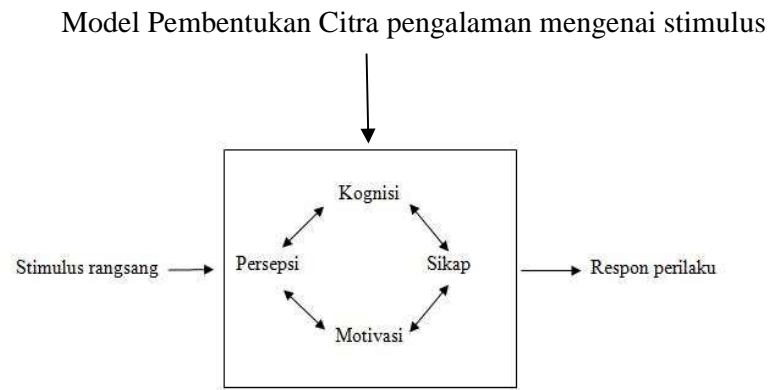 Model Pembentukan Citra pengalaman mengenai stimulus
Kognisi
Stimulus rangsang
Persepsi
Sikap
Respon perilaku
Motivasi